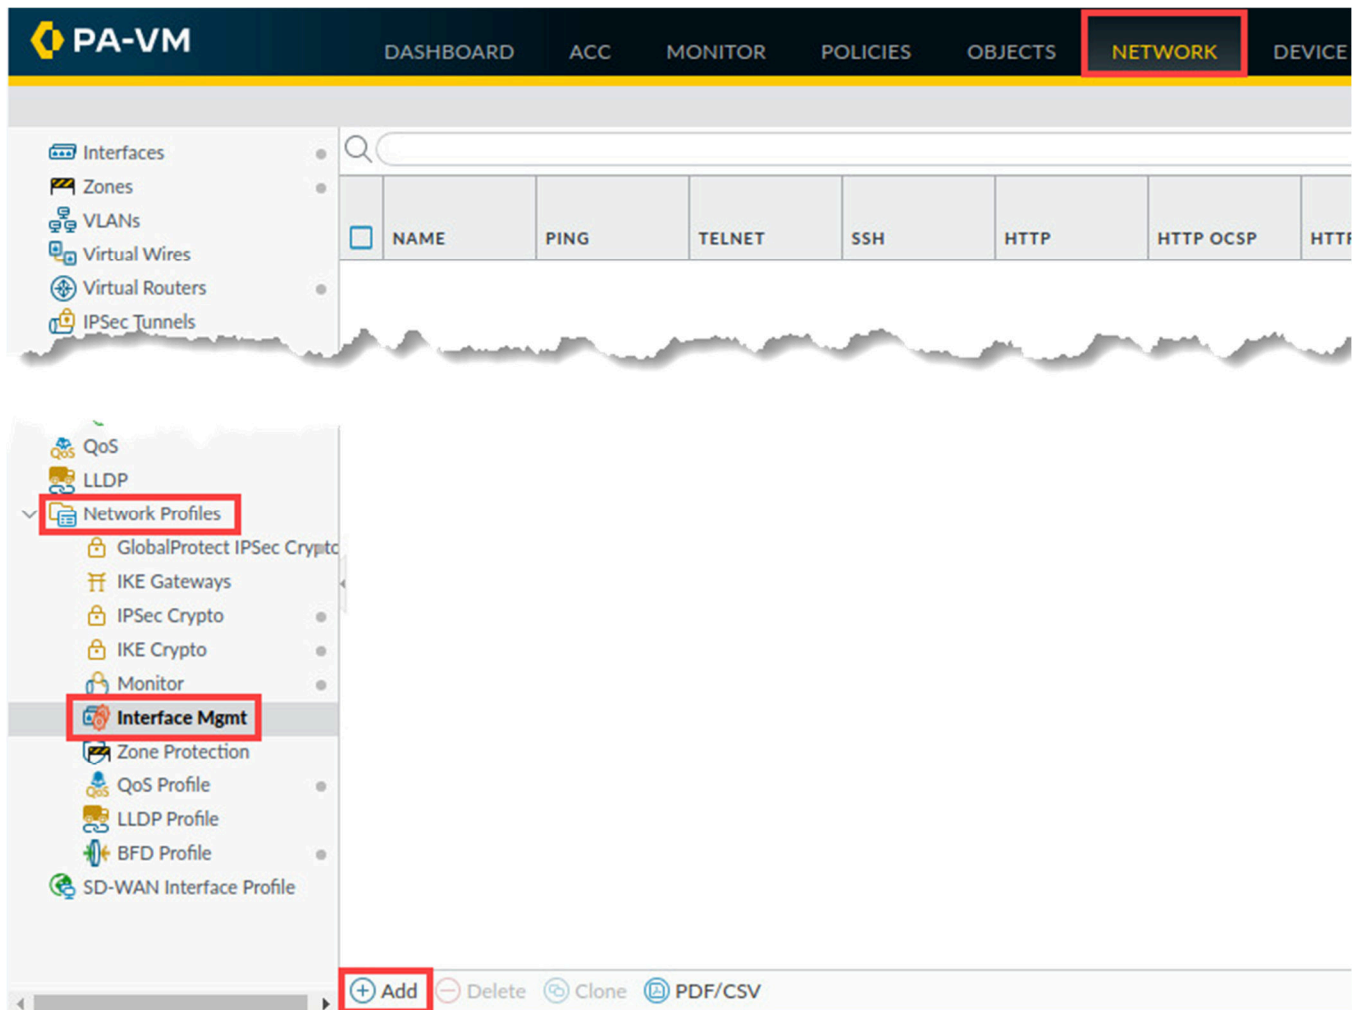 PA-VM
DASHBOARD ACC MONITOR POLICIES OBJECTS NETWORK DEVICE
Interfaces
Zones
VLANs
Virtual Wires
Virtual Routers
IPSec Tunnels
NAME PING TELNET SSH HTTP HTTP OCSP
QoS
LLDP
Network Profiles
GlobalProtect IPSec Crypto
IKE Gateways
IPSec Crypto
IKE Crypto
Monitor
Interface Mgmt
Zone Protection
QoS Profile
LLDP Profile
BFD Profile
SD-WAN Interface Profile
Add Delete Clone PDF/CSV